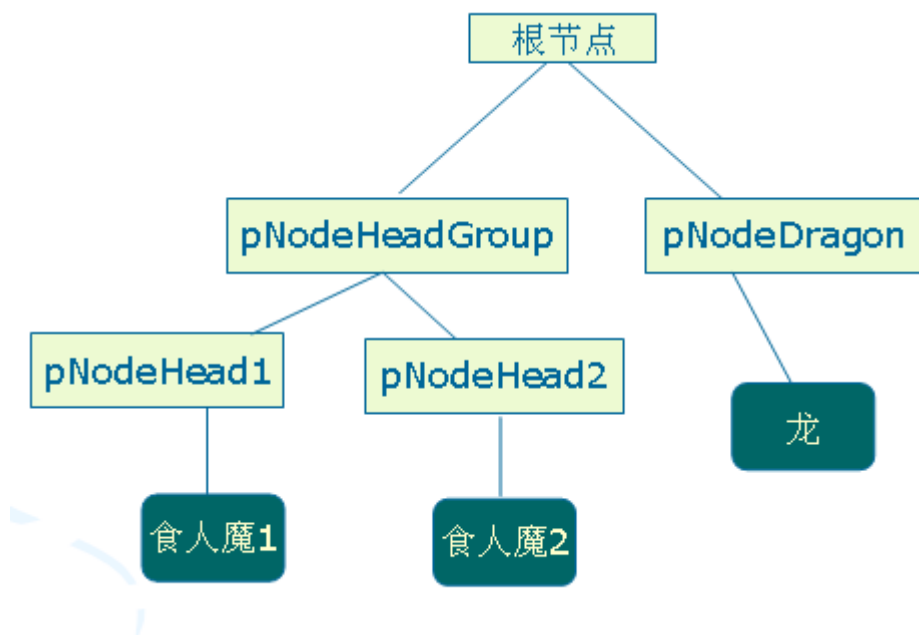 根节点
pNodeHeadGroup
pNodeDragon
pNodeHead1
pNodeHead2
龙
食人魔1
食人魔2